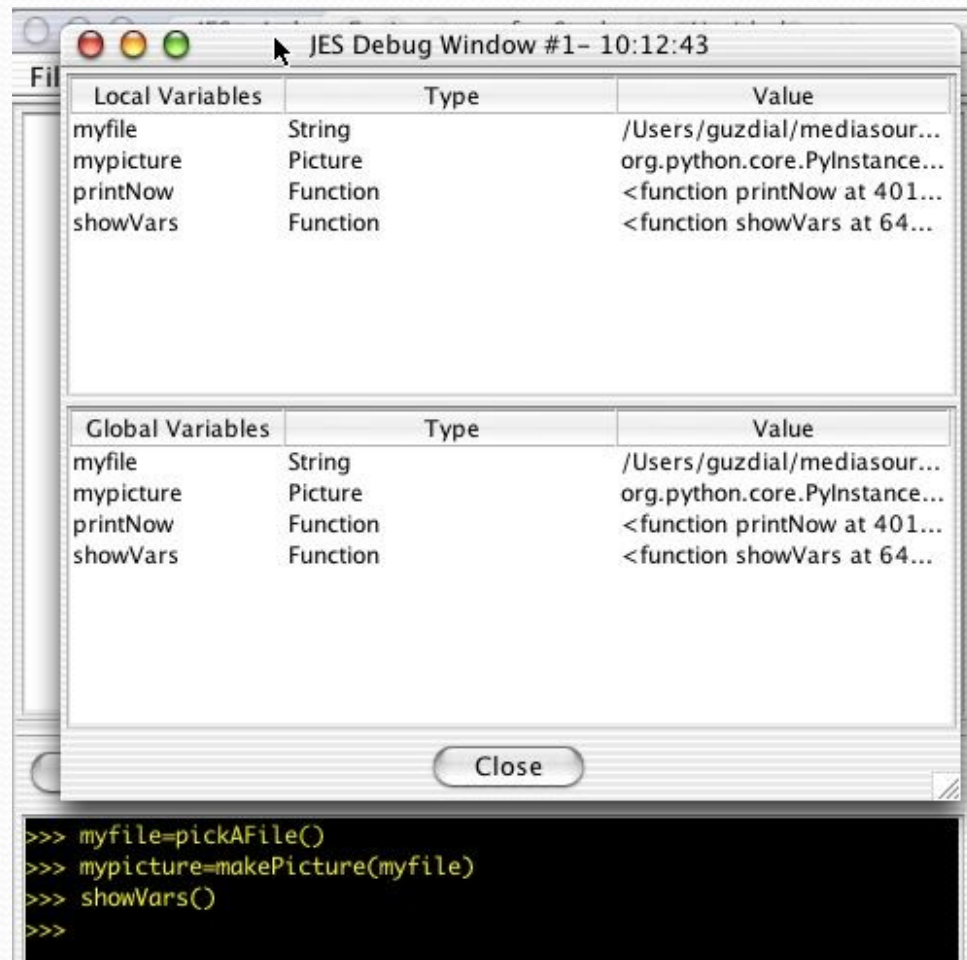 JES Debug Window #1- 10:12:43
Fil
Local Variables Type Value
myfile String /Users/guzdial/mediasour...
mypicture Picture org.python.core.PyInstance...
printNow Function <function printNow at 401...
showVars Function <function showVars at 64...
Global Variables Type Value
myfile String /Users/guzdial/mediasour...
mypicture Picture org.python.core.PyInstance...
printNow Function <function printNow at 401...
showVars Function <function showVars at 64...
Close
>>> myfile=pickAFile()
>>> mypicture=makePicture(myfile)
>>> showVars()
>>>